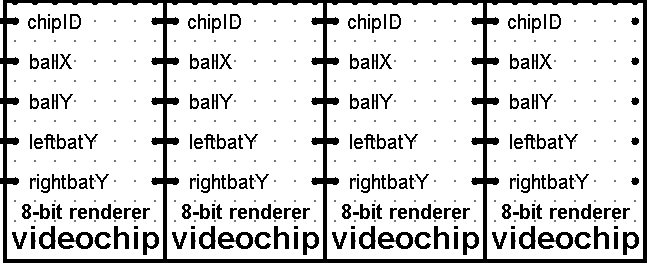 chipID chipID chipID chipID
ballX ballX ballX ballX
ballY ballY ballY ballY
leftbatY leftbatY leftbatY leftbatY
rightbatY rightbatY rightbatY rightbatY
8-bit renderer 8-bit renderer 8-bit renderer 8-bit renderer
videochip videochip videochip videochip